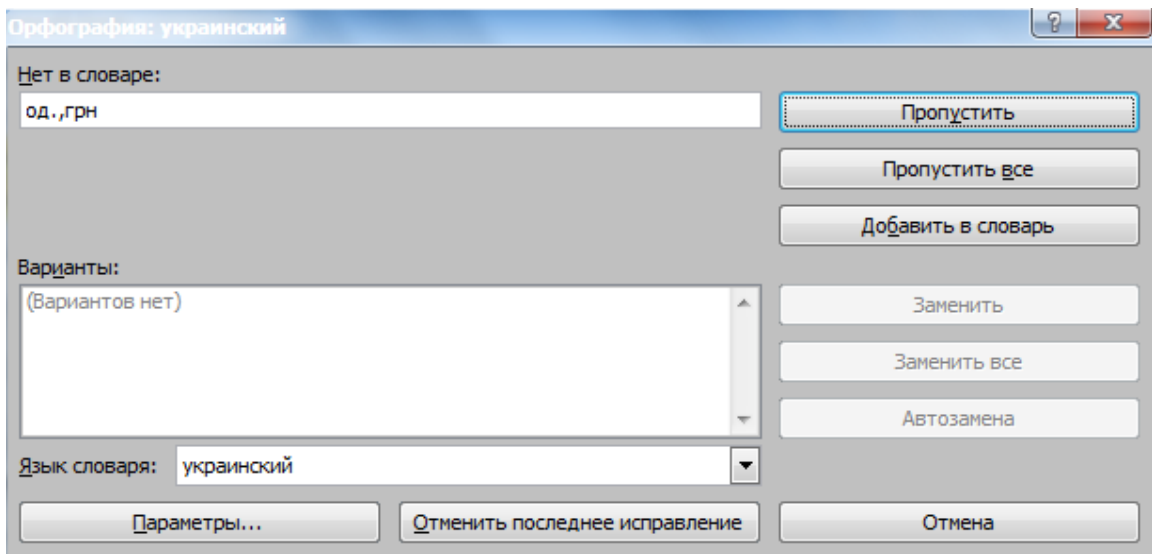 Орфография: украинский
Нет в словаре:
од.,грн
Пропустить
Пропустить все
Добавить в словарь
Варианты:
(Вариантов нет)
Заменить
Заменить все
Автозамена
Язык словаря: украинский
Параметры... Отменить последнее исправление Отмена